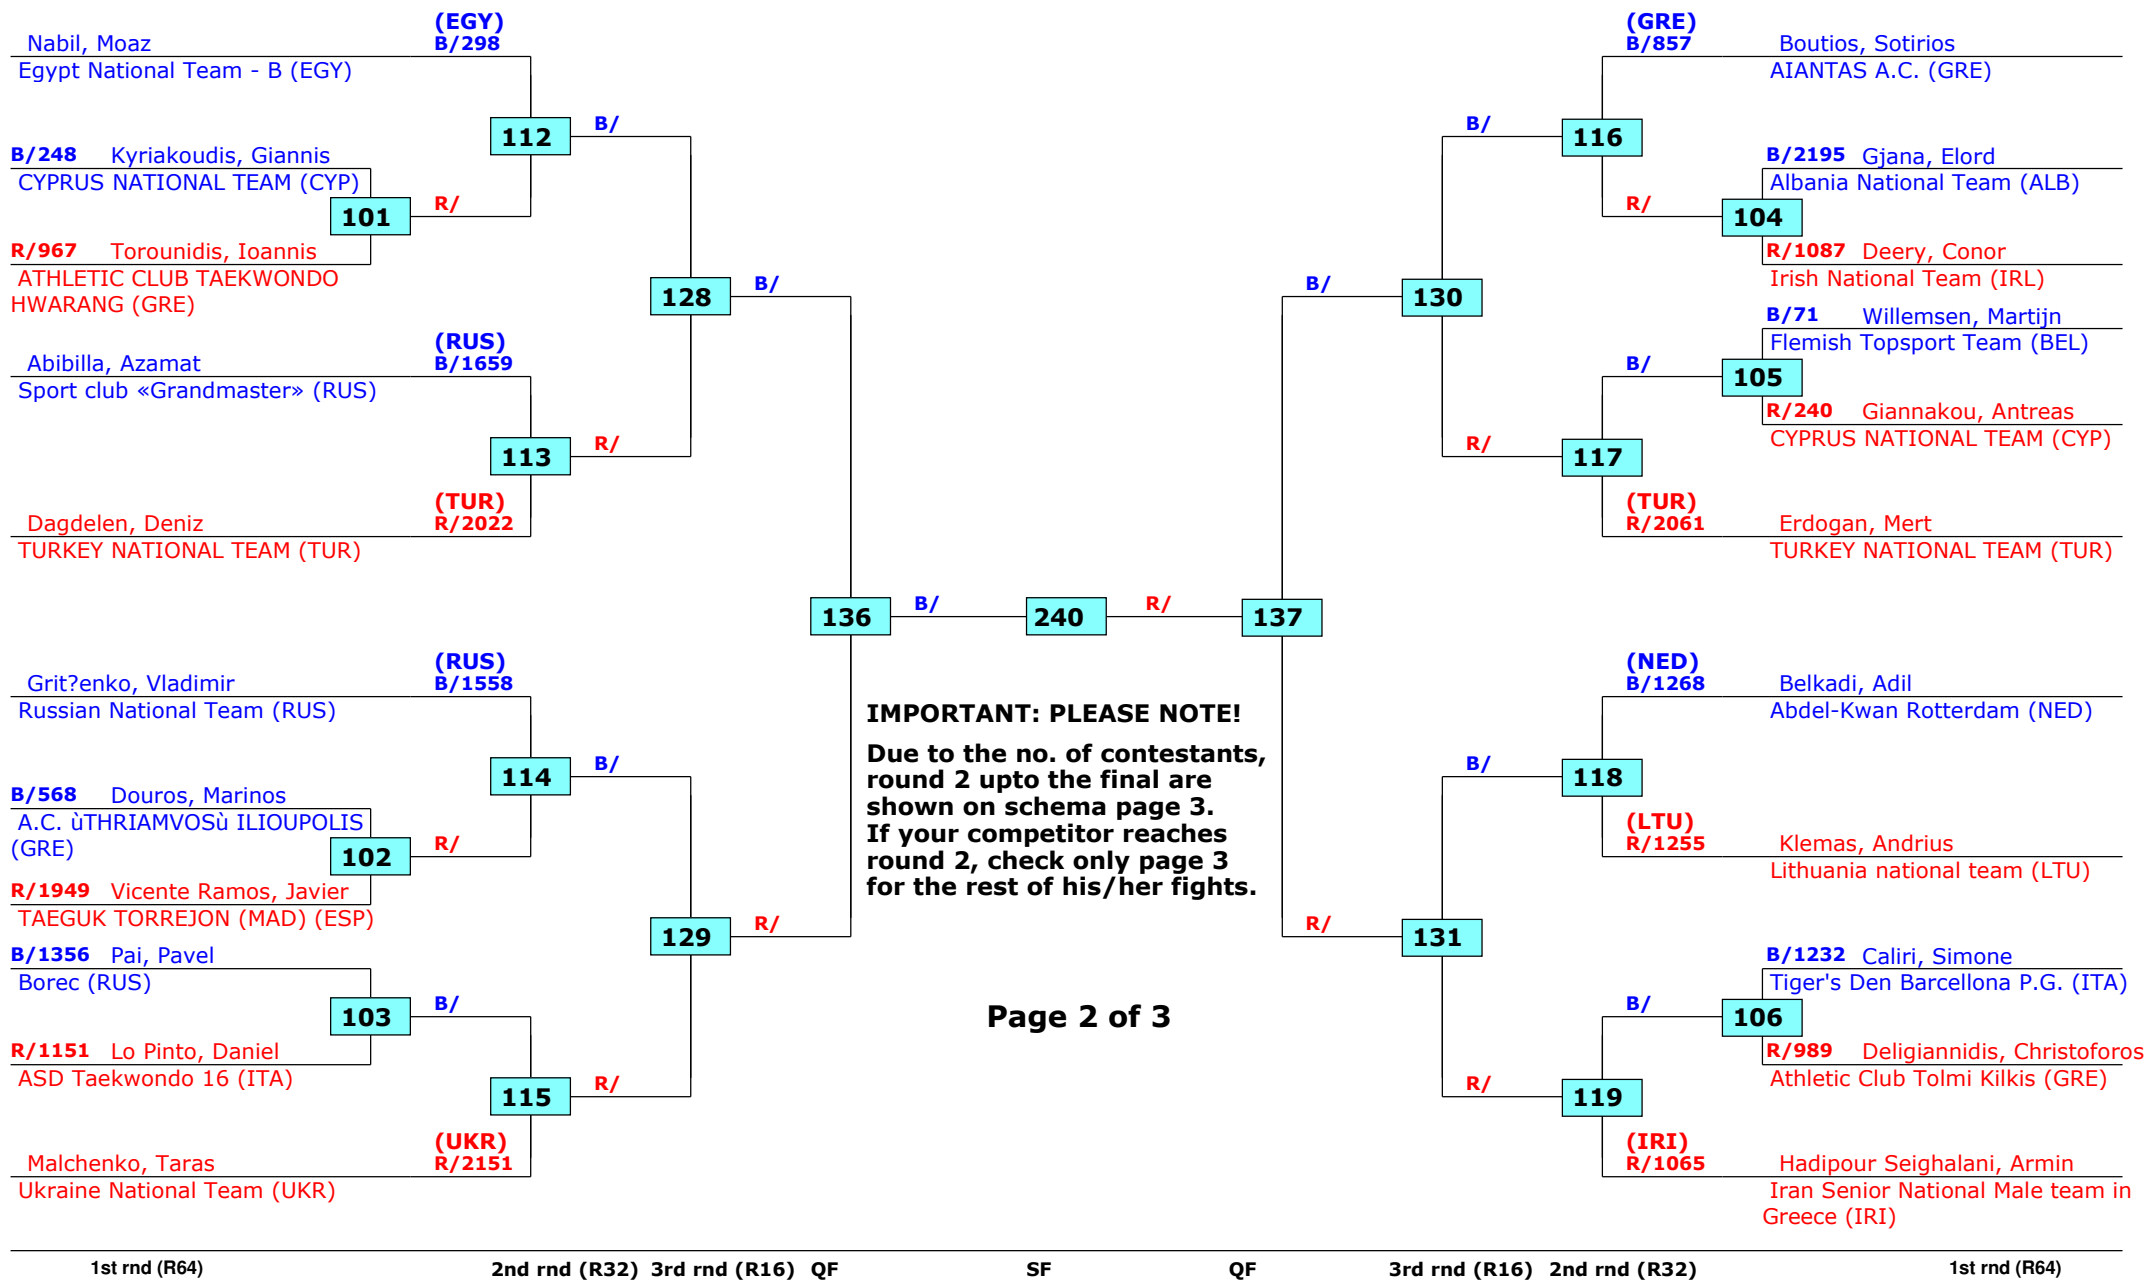 (EGY)
Nabil, Moaz B/298
Egypt National Team - B (EGY)
112 B/
B/248 Kyriakoudis, Giannis
CYPRUS NATIONAL TEAM (CYP)
101 R/
R/967 Torounidis, Ioannis
ATHLETIC CLUB TAEKWONDO
HWARANG (GRE)
128 B/
(RUS)
Abibilla, Azamat B/1659
Sport club «Grandmaster» (RUS)
113 R/
(TUR)
Dagdelen, Deniz R/2022
TURKEY NATIONAL TEAM (TUR)
136 B/ 240 R/ 137
(RUS)
Grit?enko, Vladimir B/1558
Russian National Team (RUS)
114 B/
B/568 Douros, Marinos
A.C. ùTHRIAMVOSù ILIOUPOLIS
(GRE)
102 R/
R/1949 Vicente Ramos, Javier
TAEGUK TORREJON (MAD) (ESP)
129 R/
B/1356 Pai, Pavel
Borec (RUS)
103 B/
R/1151 Lo Pinto, Daniel
ASD Taekwondo 16 (ITA)
115 R/
(UKR)
Malchenko, Taras R/2151
Ukraine National Team (UKR)
IMPORTANT: PLEASE NOTE!
Due to the no. of contestants,
round 2 upto the final are
shown on schema page 3.
If your competitor reaches
round 2, check only page 3
for the rest of his/her fights.
Page 2 of 3
(GRE)
B/857 Boutios, Sotirios
AIANTAS A.C. (GRE)
B/ 116
B/2195 Gjana, Elord
Albania National Team (ALB)
R/ 104
R/1087 Deery, Conor
Irish National Team (IRL)
B/ 130
B/71 Willemsen, Martijn
Flemish Topsport Team (BEL)
B/ 105
R/240 Giannakou, Antreas
CYPRUS NATIONAL TEAM (CYP)
R/ 117
(TUR)
R/2061 Erdogan, Mert
TURKEY NATIONAL TEAM (TUR)
(NED)
B/1268 Belkadi, Adil
Abdel-Kwan Rotterdam (NED)
B/ 118
(LTU)
R/1255 Klemas, Andrius
Lithuania national team (LTU)
R/ 131
B/1232 Caliri, Simone
Tiger's Den Barcellona P.G. (ITA)
B/ 106
R/989 Deligiannidis, Christoforos
Athletic Club Tolmi Kilkis (GRE)
R/ 119
(IRI)
R/1065 Hadipour Seighalani, Armin
Iran Senior National Male team in
Greece (IRI)
1st rnd (R64) 2nd rnd (R32) 3rd rnd (R16) QF SF QF 3rd rnd (R16) 2nd rnd (R32) 1st rnd (R64)